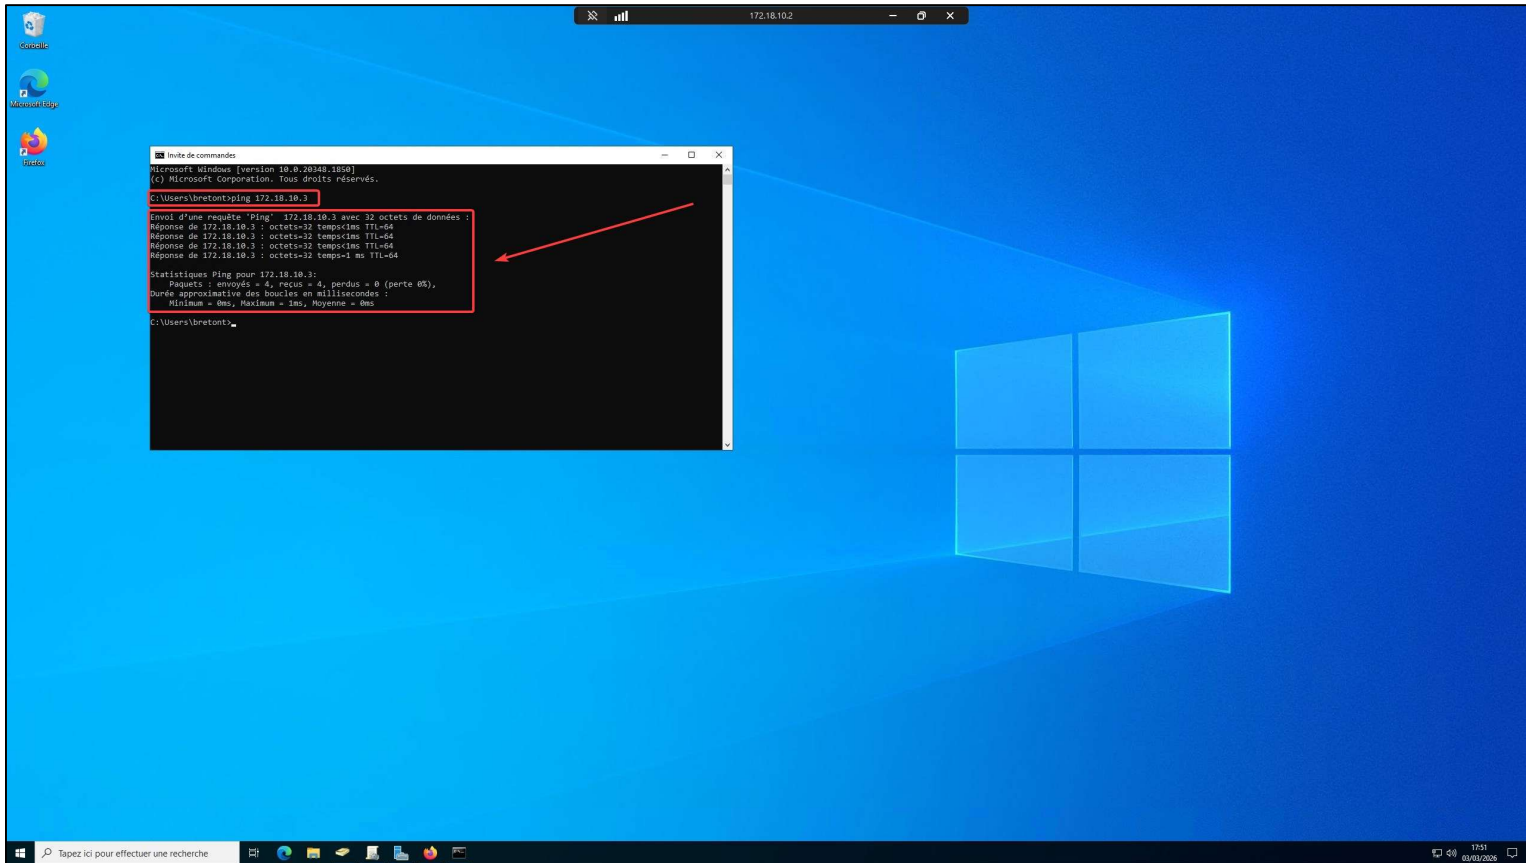 172.18.10.2
Corbeille
Microsoft Edge
Firefox
Invite de commandes
Microsoft Windows [version 10.0.20348.1850]
(c) Microsoft Corporation. Tous droits réservés.
C:\Users\bretont>ping 172.18.10.3
Envoi d’une requête 'Ping'  172.18.10.3 avec 32 octets de données :
Réponse de 172.18.10.3 : octets=32 temps<1ms TTL=64
Réponse de 172.18.10.3 : octets=32 temps<1ms TTL=64
Réponse de 172.18.10.3 : octets=32 temps<1ms TTL=64
Réponse de 172.18.10.3 : octets=32 temps=1 ms TTL=64
Statistiques Ping pour 172.18.10.3:
Paquets : envoyés = 4, reçus = 4, perdus = 0 (perte 0%),
Durée approximative des boucles en millisecondes :
Minimum = 0ms, Maximum = 1ms, Moyenne = 0ms
C:\Users\bretont>
Tapez ici pour effectuer une recherche
17:51
03/03/2026